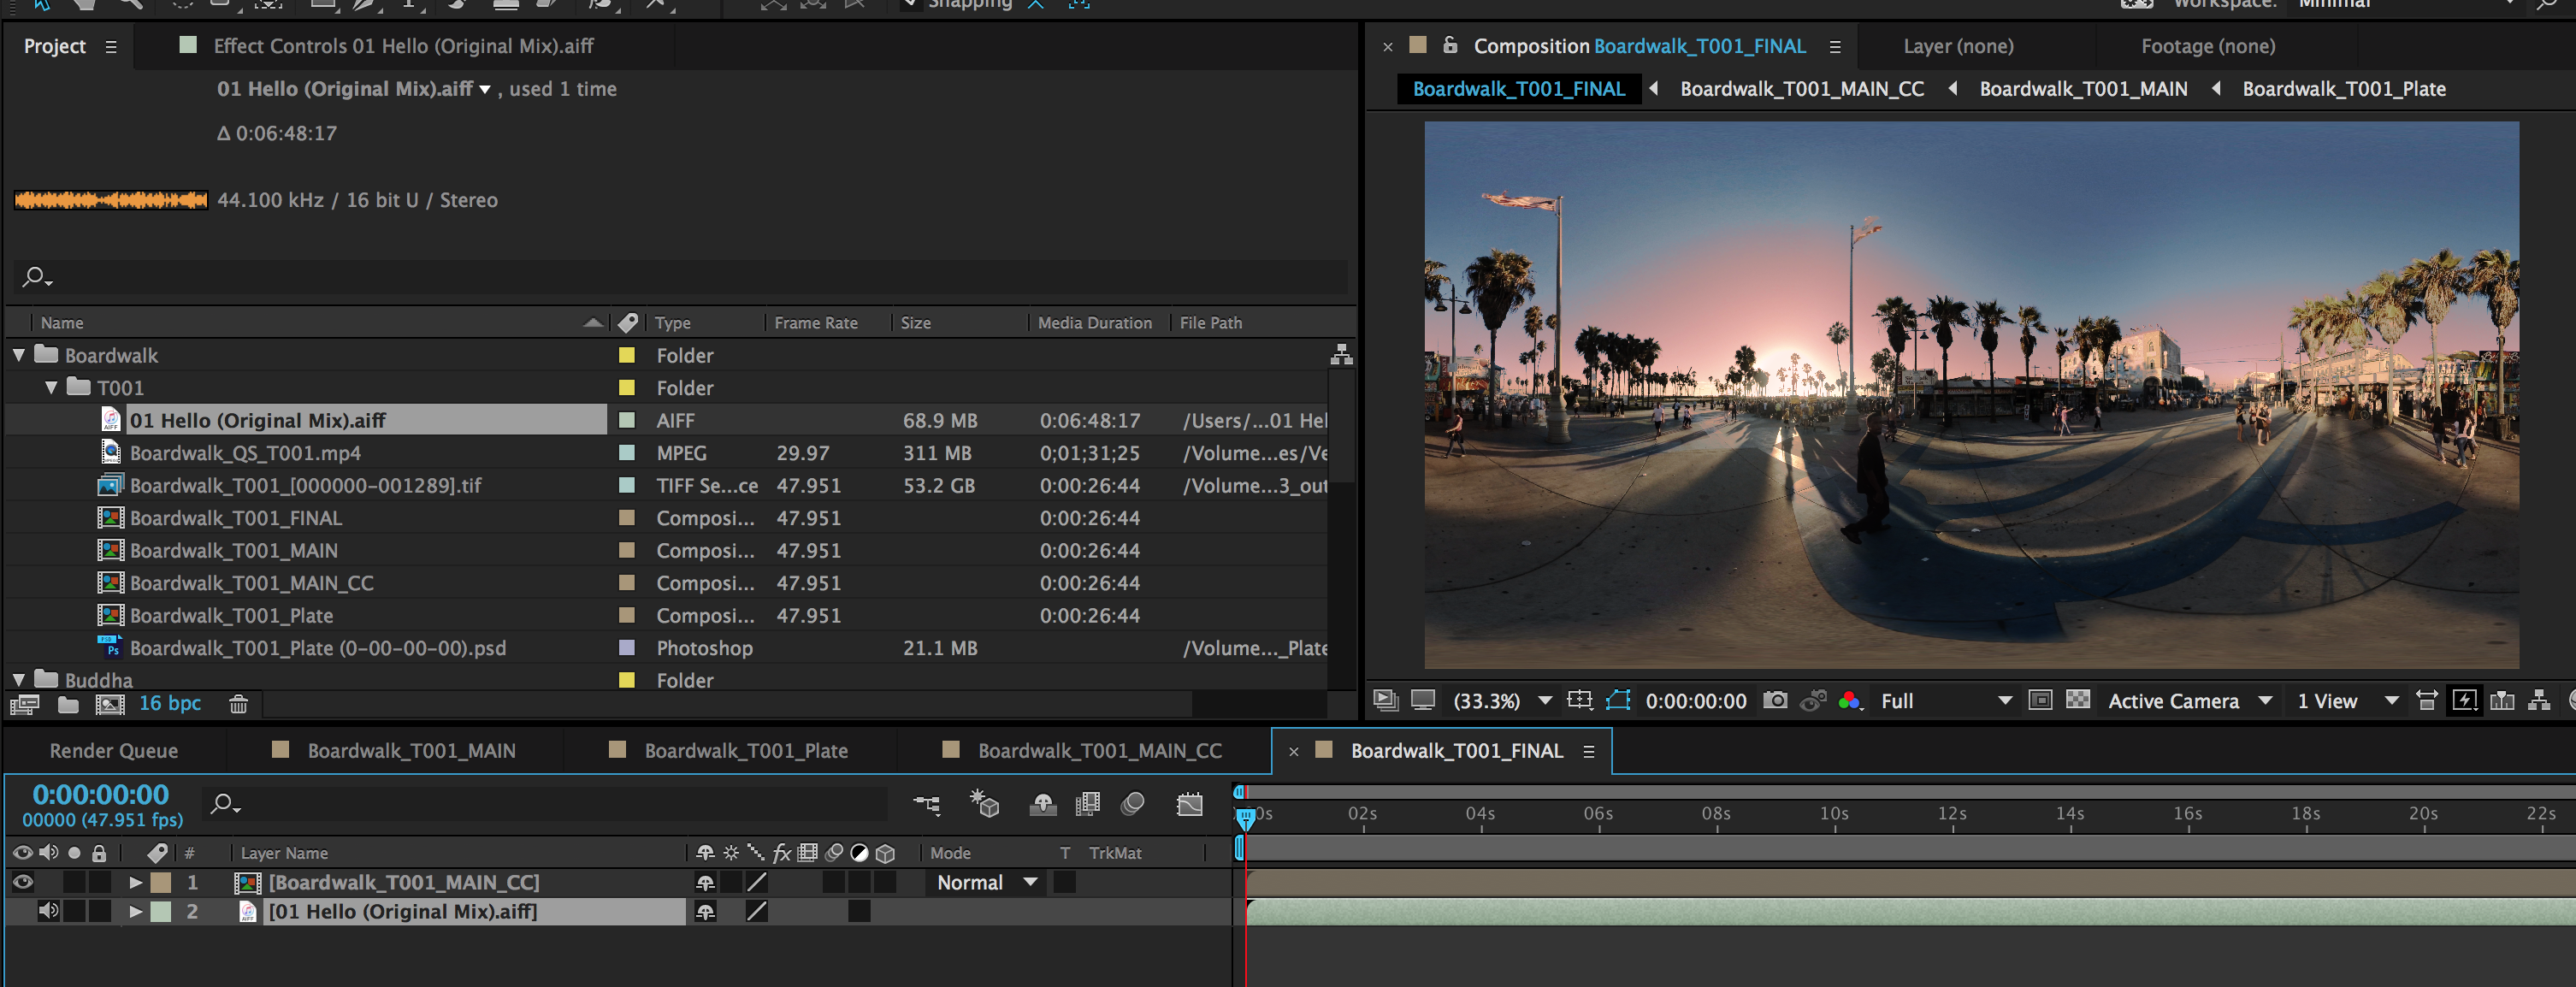 Snapping
Workspace: Minimal
Project
Effect Controls 01 Hello (Original Mix).aiff
01 Hello (Original Mix).aiff , used 1 time
Δ 0:06:48:17
44.100 kHz / 16 bit U / Stereo
Name Type Frame Rate Size Media Duration File Path
Boardwalk Folder
T001 Folder
01 Hello (Original Mix).aiff AIFF 68.9 MB 0:06:48:17 /Users/...01 Hel
Boardwalk_QS_T001.mp4 MPEG 29.97 311 MB 0;01;31;25 /Volume...es/Ve
Boardwalk_T001_[000000-001289].tif TIFF Se...ce 47.951 53.2 GB 0:00:26:44 /Volume...3_out
Boardwalk_T001_FINAL Composi... 47.951 0:00:26:44
Boardwalk_T001_MAIN Composi... 47.951 0:00:26:44
Boardwalk_T001_MAIN_CC Composi... 47.951 0:00:26:44
Boardwalk_T001_Plate Composi... 47.951 0:00:26:44
Boardwalk_T001_Plate (0-00-00-00).psd Photoshop 21.1 MB /Volume..._Plate
Buddha Folder
16 bpc
Composition Boardwalk_T001_FINAL Layer (none) Footage (none)
Boardwalk_T001_FINAL Boardwalk_T001_MAIN_CC Boardwalk_T001_MAIN Boardwalk_T001_Plate
(33.3%) 0:00:00:00 Full Active Camera 1 View
Render Queue Boardwalk_T001_MAIN Boardwalk_T001_Plate Boardwalk_T001_MAIN_CC Boardwalk_T001_FINAL
0:00:00:00
00000 (47.951 fps)
0s 02s 04s 06s 08s 10s 12s 14s 16s 18s 20s 22s
# Layer Name fx Mode T TrkMat
1 [Boardwalk_T001_MAIN_CC] Normal
2 [01 Hello (Original Mix).aiff]